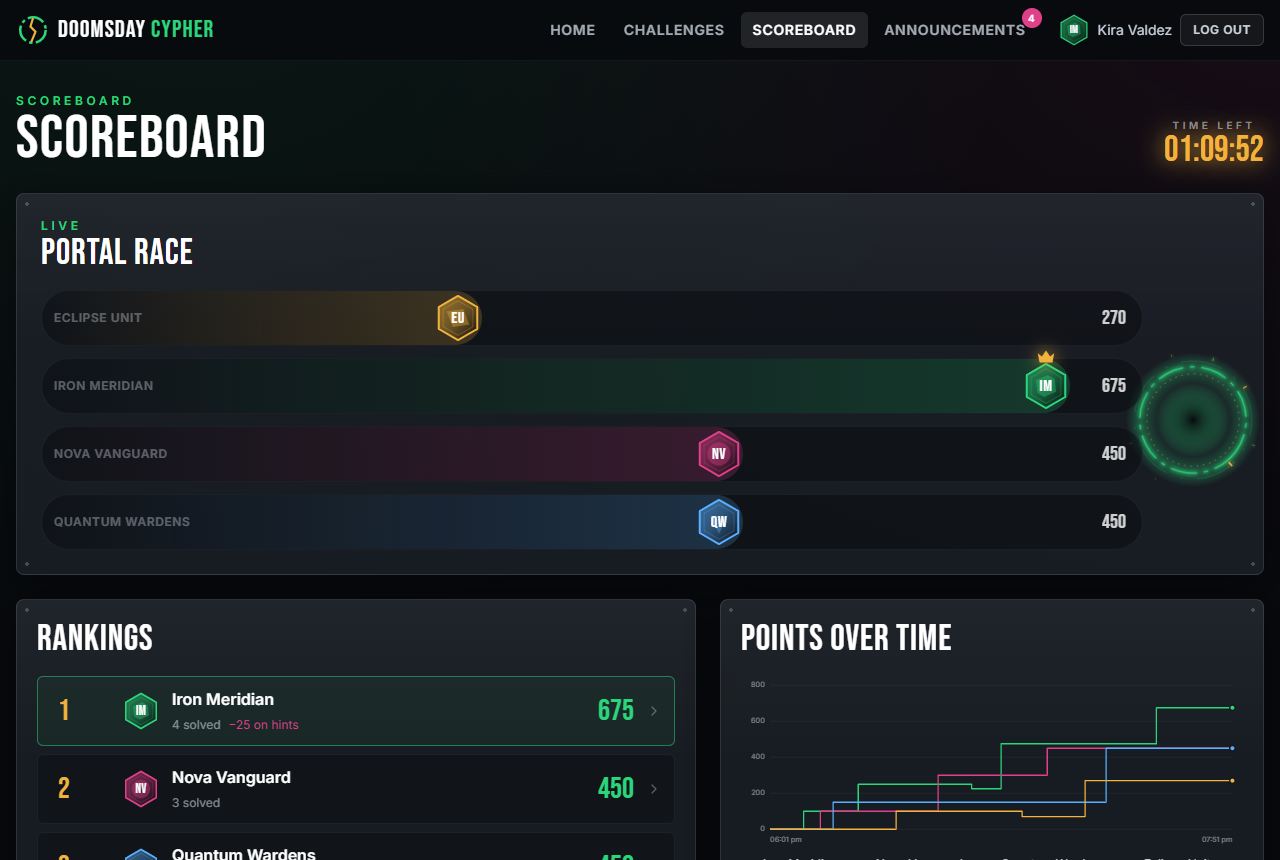 DOOMSDAY CYPHER
HOME
CHALLENGES
SCOREBOARD
ANNOUNCEMENTS
4
IM
Kira Valdez
LOG OUT
SCOREBOARD
SCOREBOARD
TIME LEFT
01:09:52
LIVE
PORTAL RACE
ECLIPSE UNIT
EU
270
IRON MERIDIAN
IM
675
NOVA VANGUARD
NV
450
QUANTUM WARDENS
QW
450
RANKINGS
1
IM
Iron Meridian
4 solved −25 on hints
675
2
NV
Nova Vanguard
3 solved
450
Quantum Wardens
POINTS OVER TIME
800
600
400
200
0
06:01 pm
07:51 pm